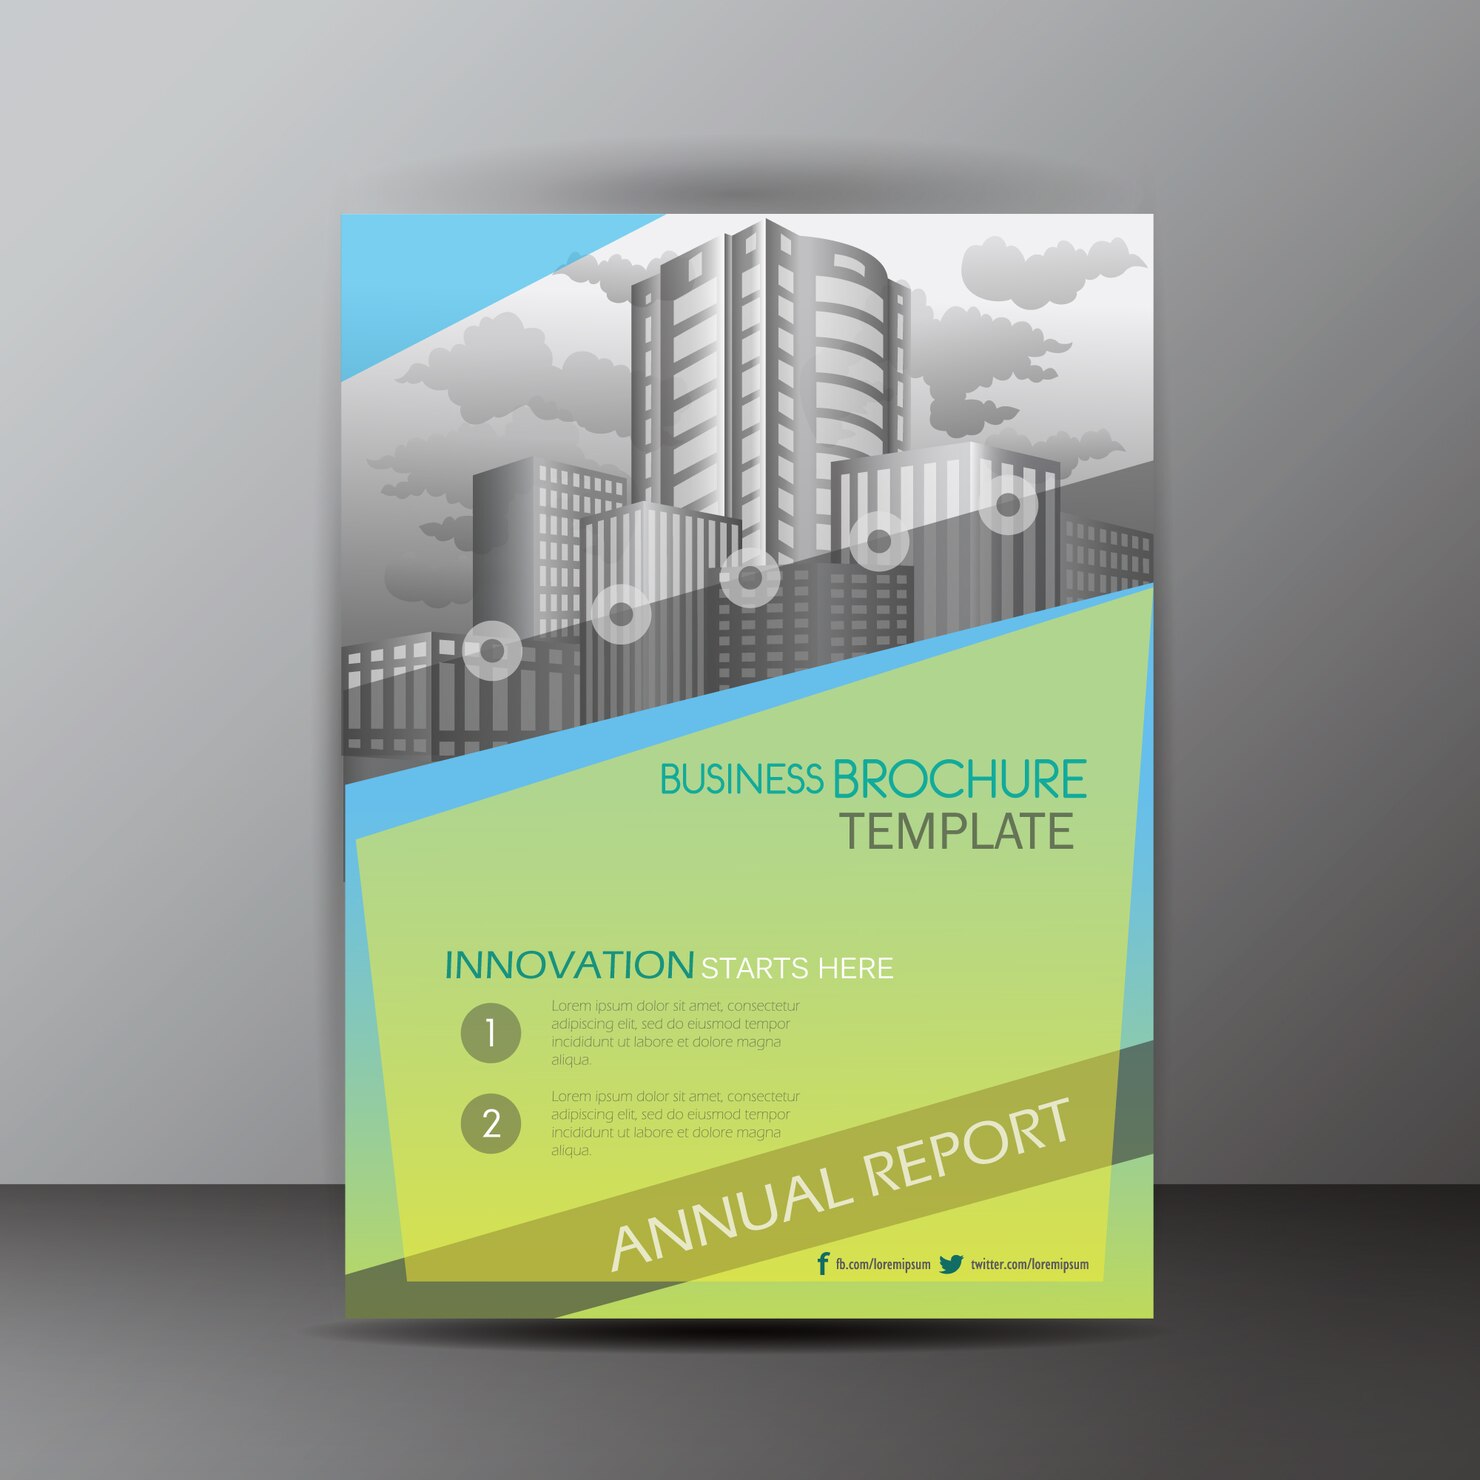 BUSINESS BROCHURE
TEMPLATE
INNOVATION STARTS HERE
1
Lorem ipsum dolor sit amet, consectetur
adipiscing elit, sed do eiusmod tempor
incididunt ut labore et dolore magna
aliqua.
2
Lorem ipsum dolor sit amet, consectetur
adipiscing elit, sed do eiusmod tempor
incididunt ut labore et dolore magna
aliqua.
ANNUAL REPORT
f fb.com/loremipsum twitter.com/loremipsum